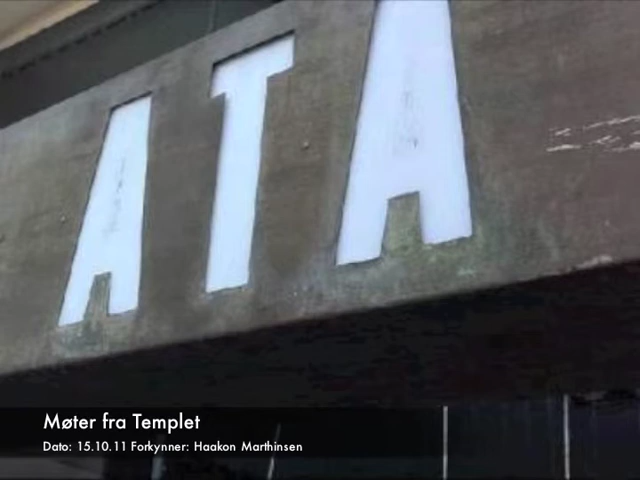 ATA
Møter fra Templet
Dato: 15.10.11 Forkynner: Haakon Marthinsen